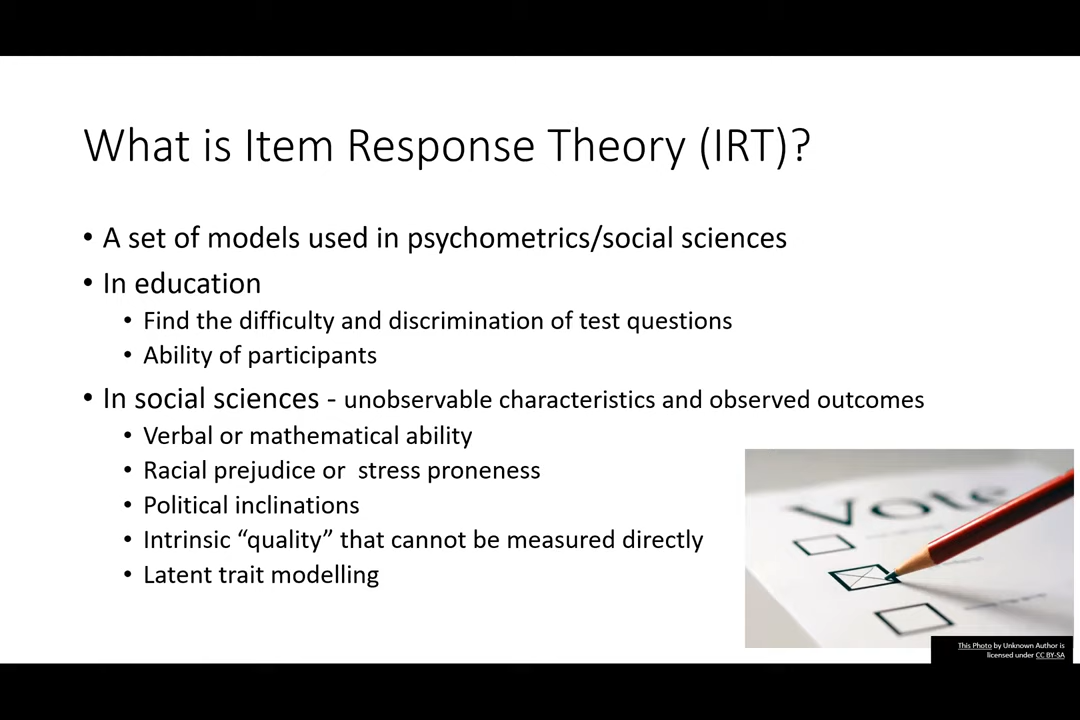 What is Item Response Theory (IRT)?
• A set of models used in psychometrics/social sciences
• In education
• Find the difficulty and discrimination of test questions
• Ability of participants
• In social sciences - unobservable characteristics and observed outcomes
• Verbal or mathematical ability
• Racial prejudice or  stress proneness
• Political inclinations
• Intrinsic “quality” that cannot be measured directly
• Latent trait modelling
Vote
This Photo by Unknown Author is
licensed under CC BY-SA